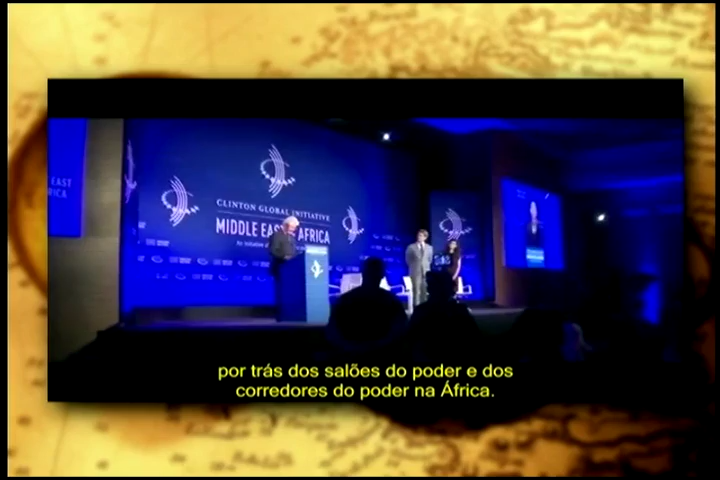 EAST
RICA
CLINTON GLOBAL INITIATIVE
MIDDLE EAST AFRICA
por trás dos salões do poder e dos
corredores do poder na África.